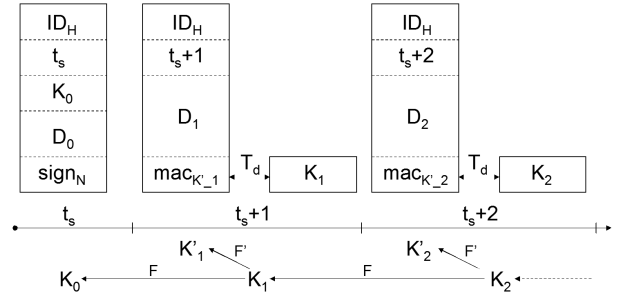 ID_H
t_s
K_0
D_0
sign_N
ID_H
t_s+1
D_1
mac_K'_1
T_d
K_1
ID_H
t_s+2
D_2
mac_K'_2
T_d
K_2
t_s
t_s+1
t_s+2
K'_1
F'
K'_2
F'
K_0
F
K_1
F
K_2